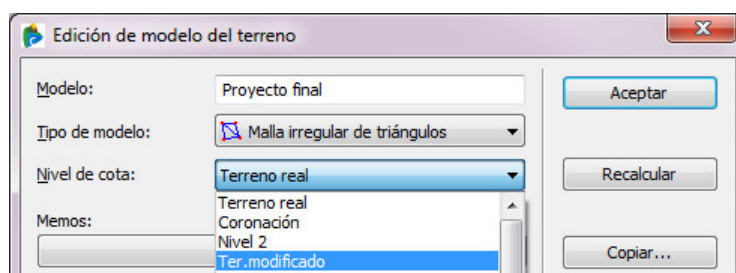 Edición de modelo del terreno
Modelo: Proyecto final Aceptar
Tipo de modelo: Malla irregular de triángulos
Nivel de cota: Terreno real Recalcular
Terreno real
Memos: Coronación
Nivel 2
Ter.modificado Copiar...